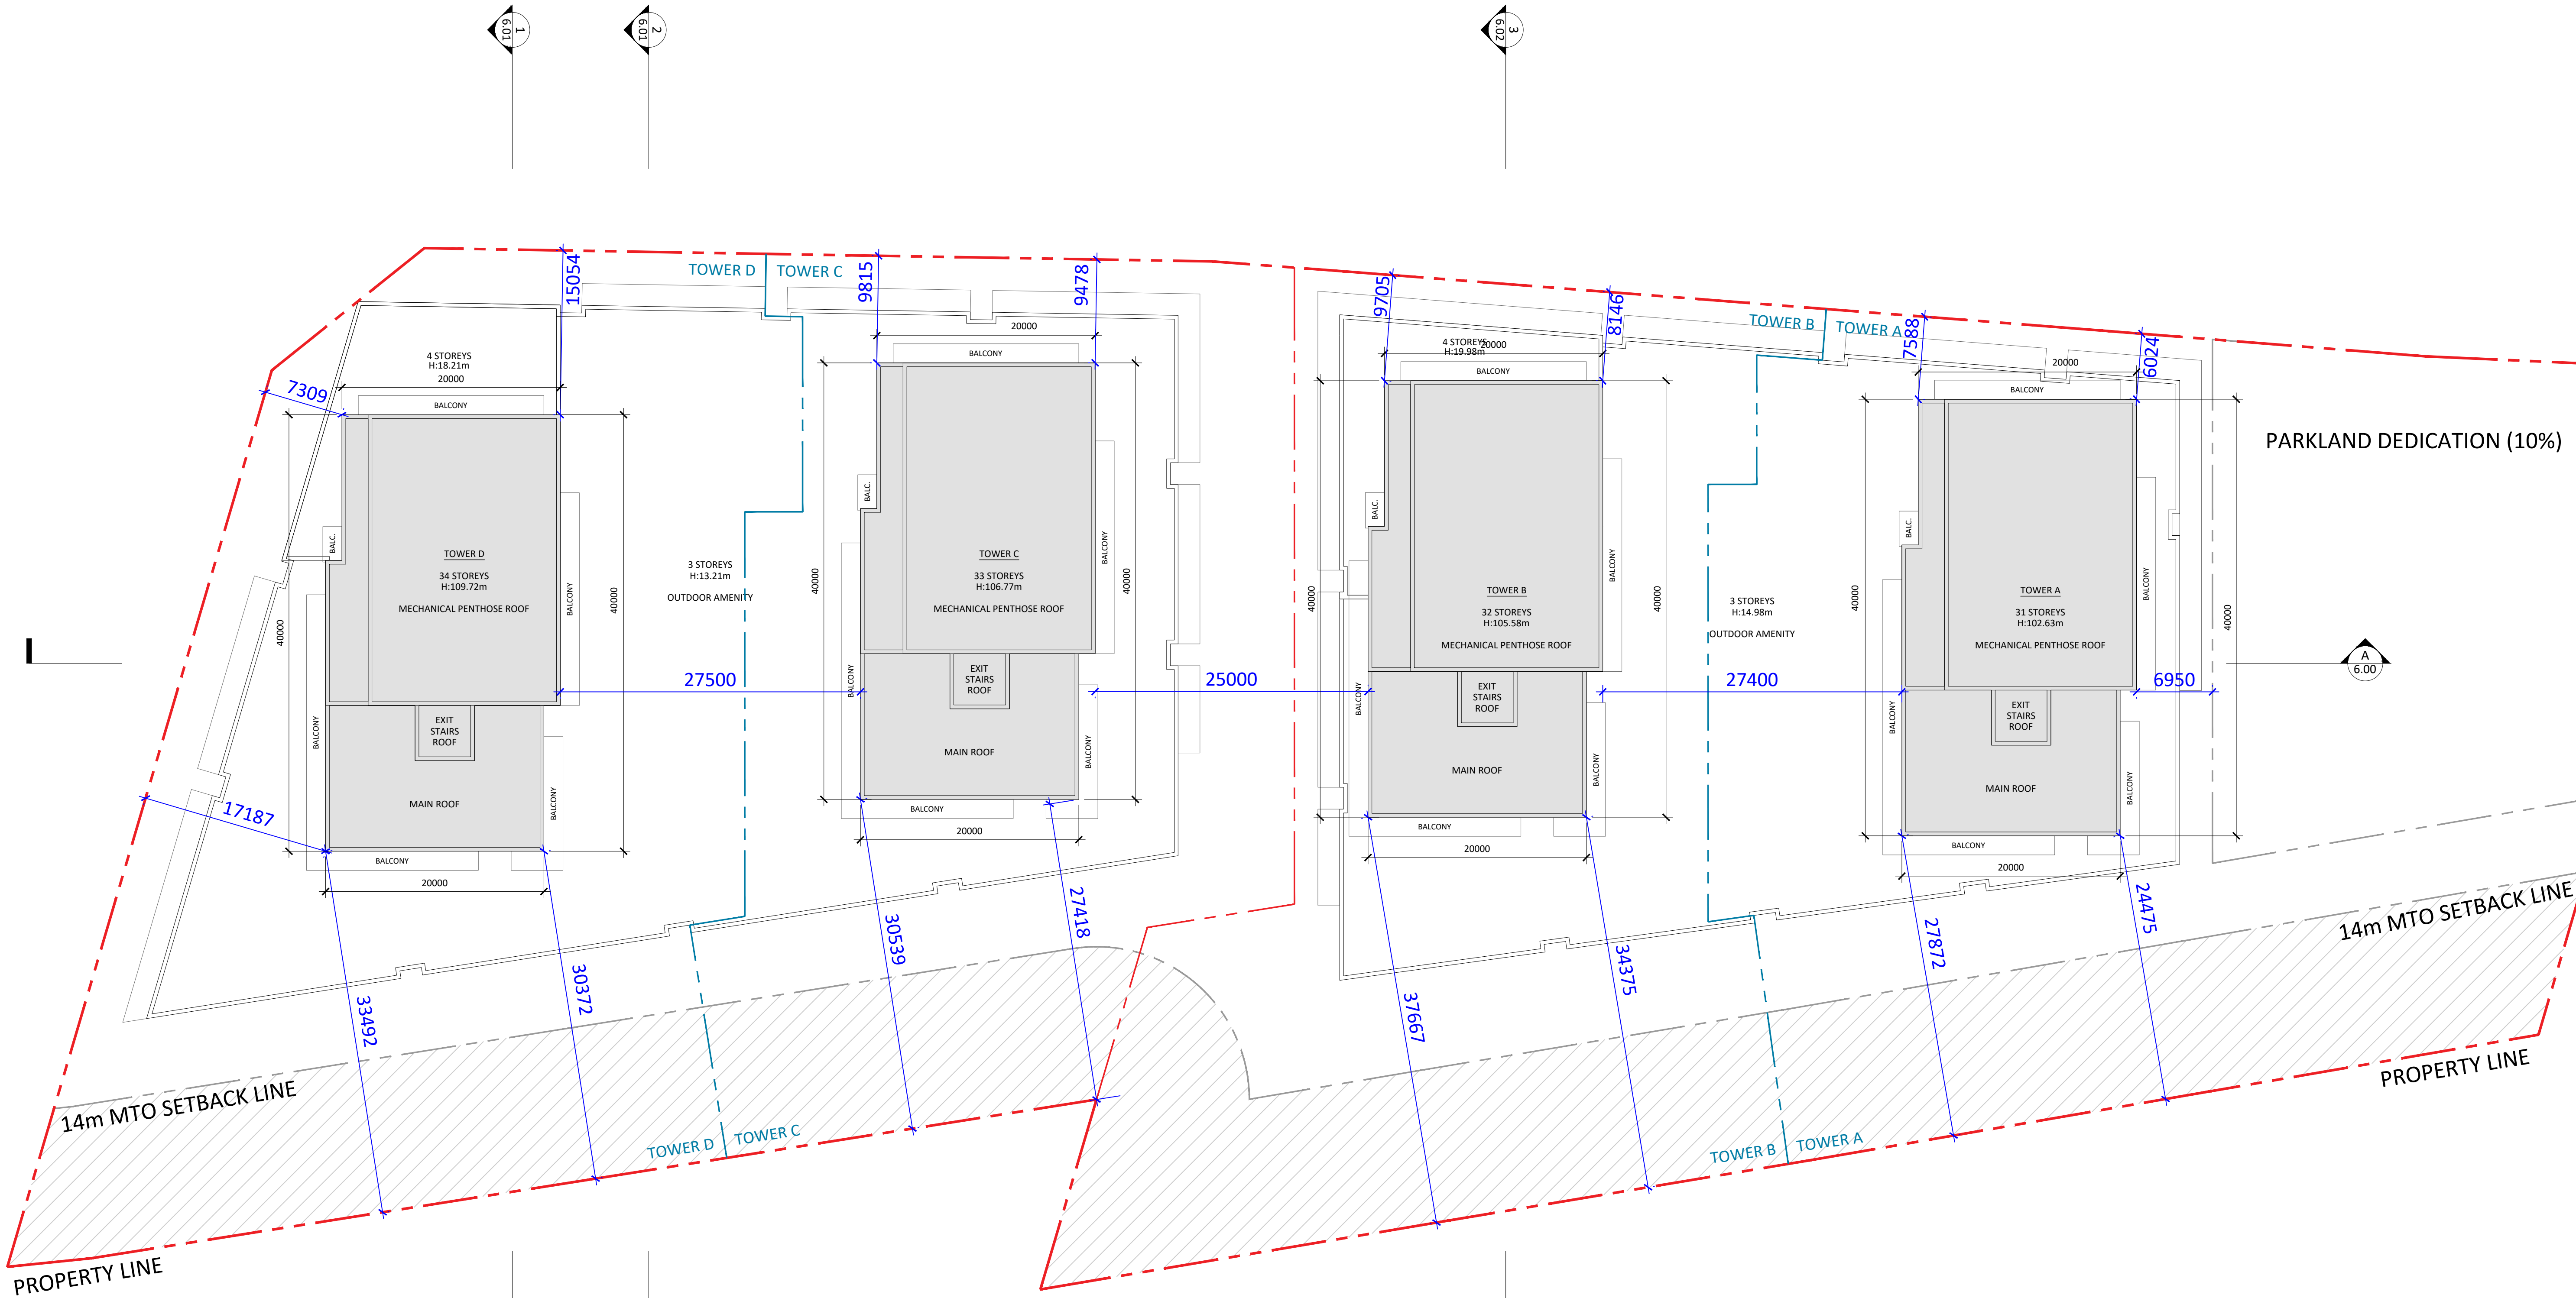 1
6.01
2
6.01
3
6.02
TOWER D
TOWER C
15054
9815
9478
9705
8146
TOWER B
TOWER A
7588
6024
4 STOREYS
H:18.21m
20000
BALCONY
7309
20000
BALCONY
4 STOREYS
H:19.98m
20000
BALCONY
20000
BALCONY
PARKLAND DEDICATION (10%)
BALC.
BALC.
BALC.
BALC.
TOWER D
34 STOREYS
H:109.72m
MECHANICAL PENTHOSE ROOF
BALCONY
40000
40000
3 STOREYS
H:13.21m
OUTDOOR AMENITY
40000
TOWER C
33 STOREYS
H:106.77m
MECHANICAL PENTHOSE ROOF
BALCONY
40000
40000
TOWER B
32 STOREYS
H:105.58m
MECHANICAL PENTHOSE ROOF
BALCONY
40000
3 STOREYS
H:14.98m
OUTDOOR AMENITY
40000
TOWER A
31 STOREYS
H:102.63m
MECHANICAL PENTHOSE ROOF
BALCONY
40000
A
6.00
27500
25000
27400
6950
BALCONY
EXIT
STAIRS
ROOF
MAIN ROOF
BALCONY
BALCONY
20000
BALCONY
EXIT
STAIRS
ROOF
MAIN ROOF
BALCONY
BALCONY
20000
BALCONY
EXIT
STAIRS
ROOF
MAIN ROOF
BALCONY
BALCONY
20000
BALCONY
EXIT
STAIRS
ROOF
MAIN ROOF
BALCONY
BALCONY
20000
17187
33492
30372
30539
27418
37667
34375
27872
24475
14m MTO SETBACK LINE
14m MTO SETBACK LINE
TOWER D
TOWER C
TOWER B
TOWER A
PROPERTY LINE
PROPERTY LINE